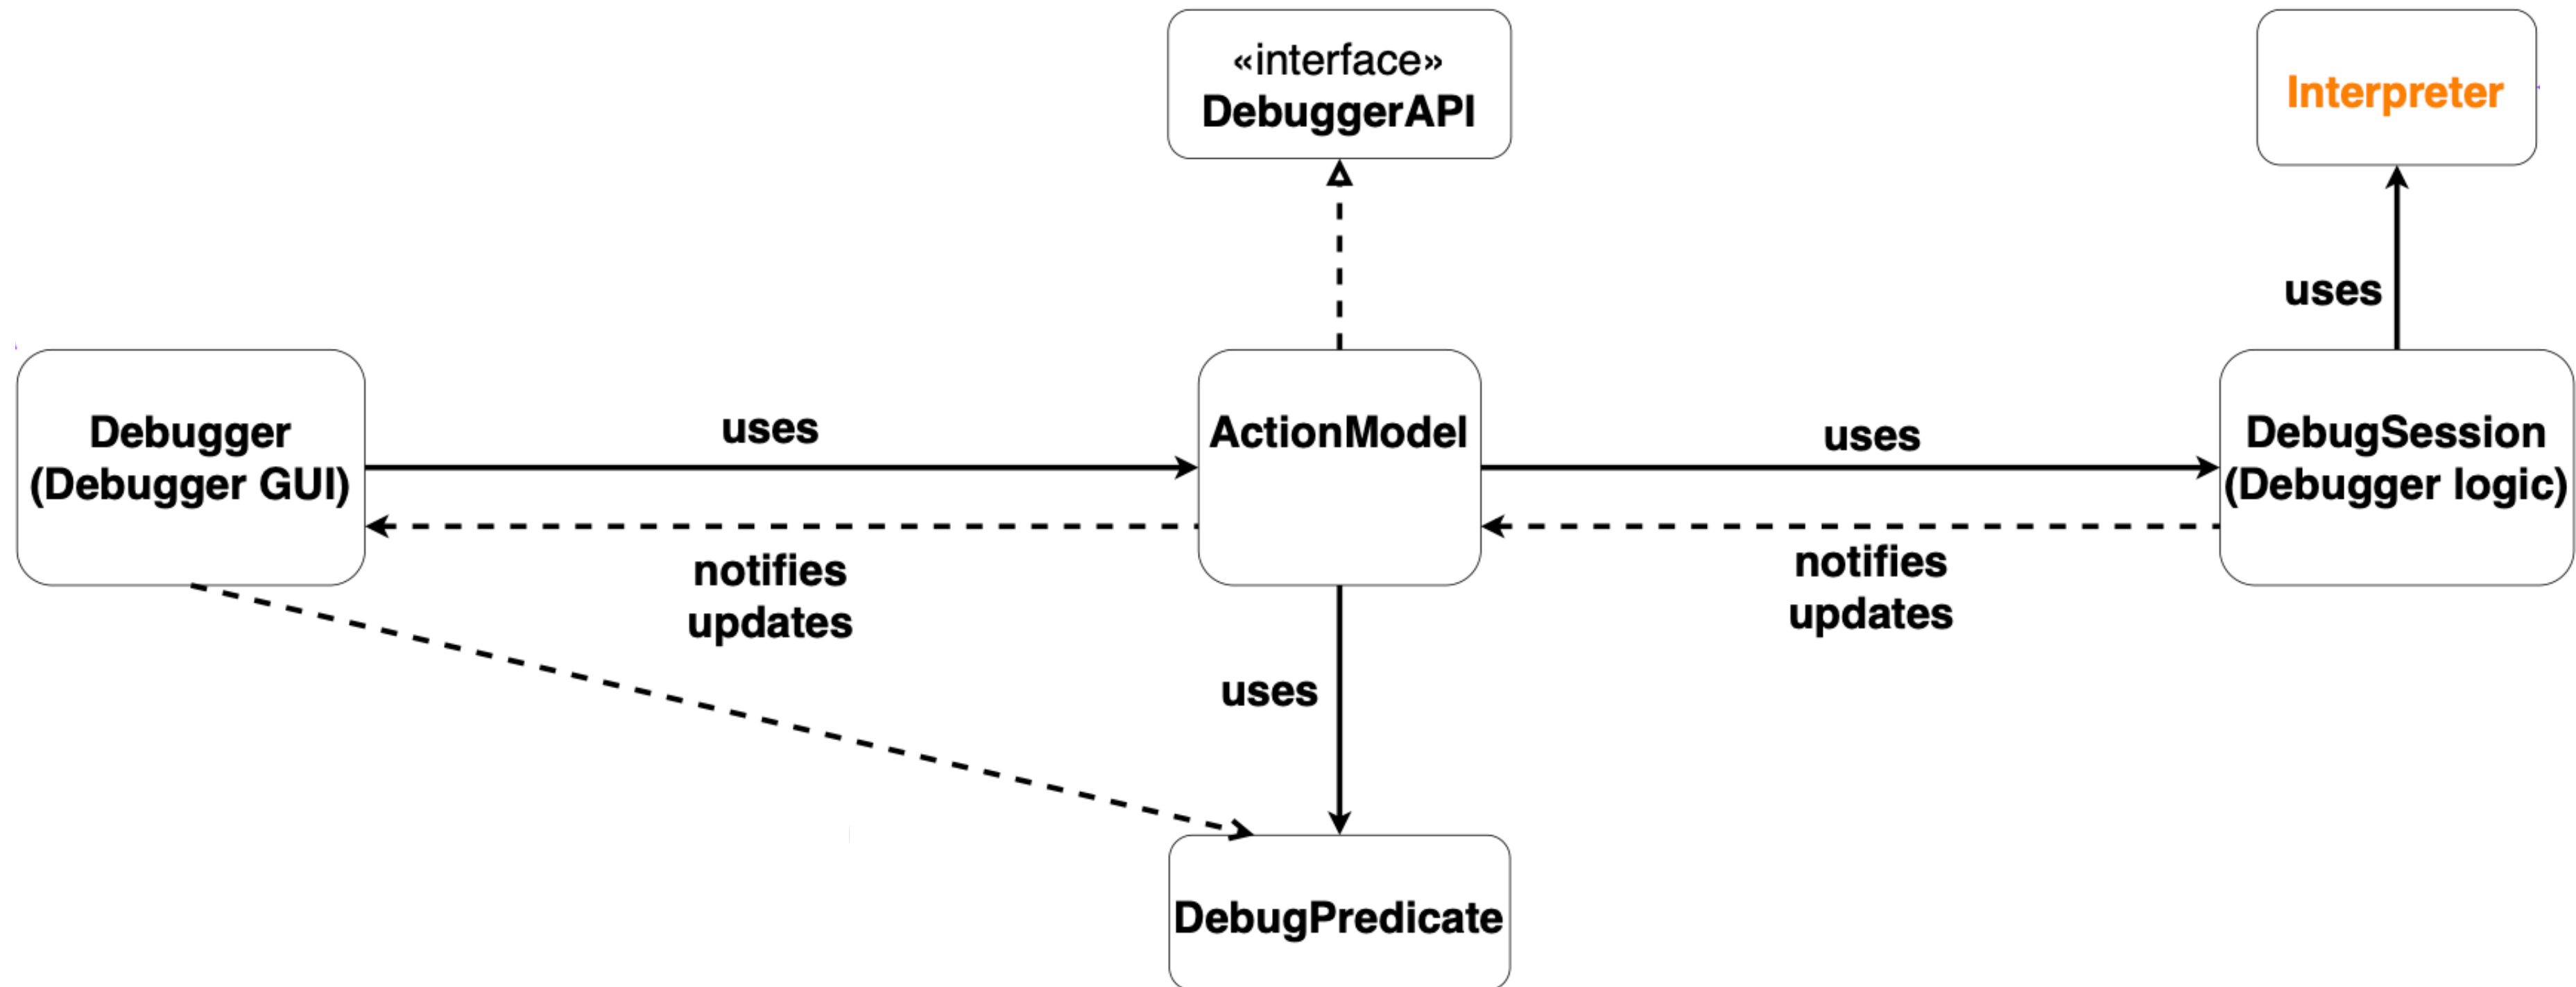 «interface»
DebuggerAPI
Interpreter
uses
Debugger
(Debugger GUI)
uses
ActionModel
uses
DebugSession
(Debugger logic)
notifies
updates
notifies
updates
uses
DebugPredicate